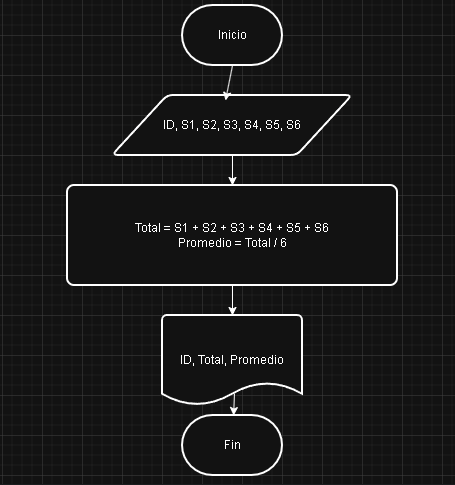 Inicio
ID, S1, S2, S3, S4, S5, S6
Total = S1 + S2 + S3 + S4 + S5 + S6
Promedio = Total / 6
ID, Total, Promedio
Fin